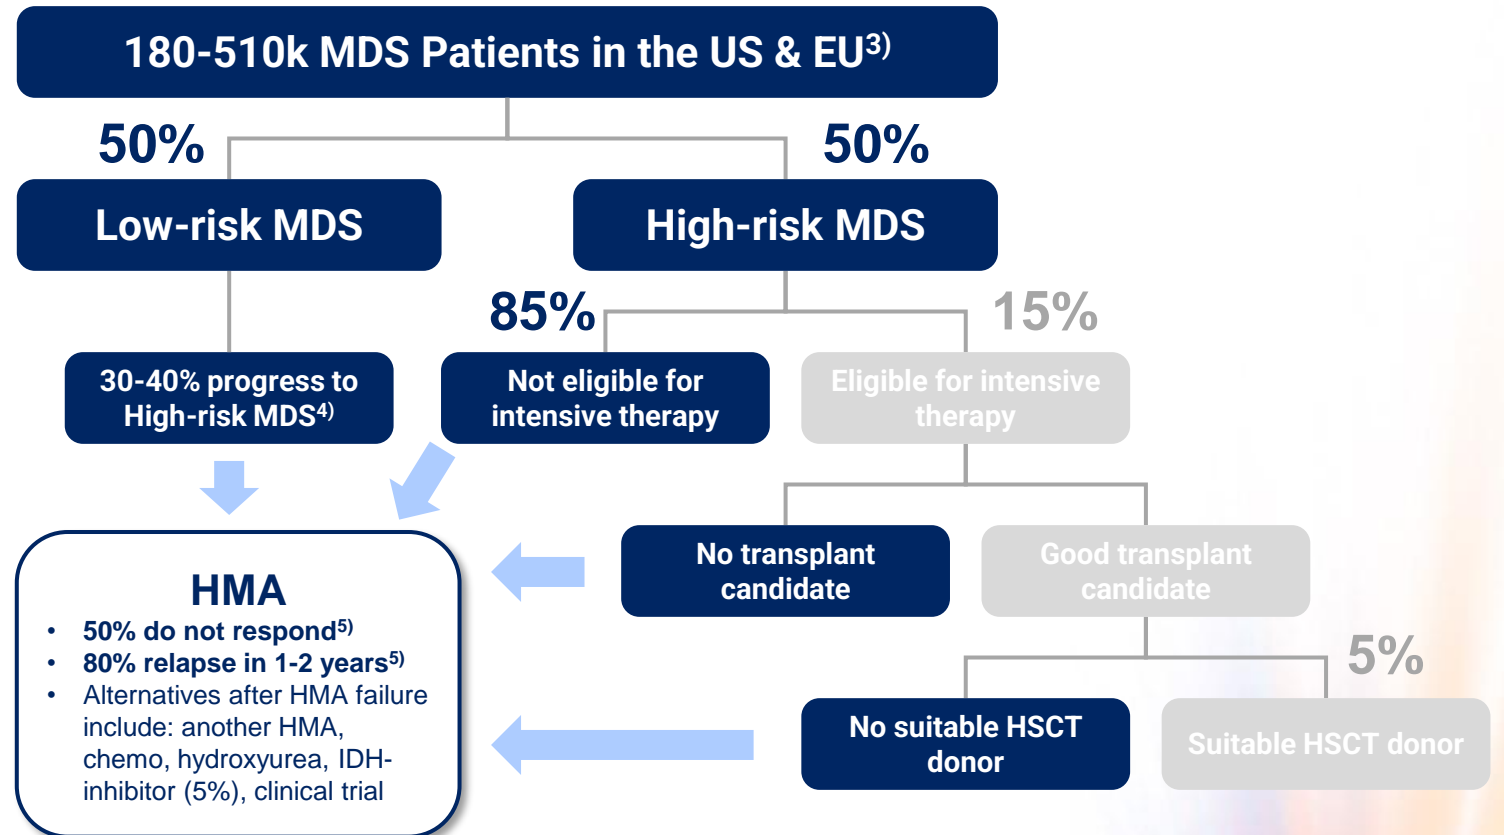 180-510k MDS Patients in the US & EU3)
50%
50%
Low-risk MDS
High-risk MDS
85%
15%
30-40% progress to
High-risk MDS4)
Not eligible for
intensive therapy
Eligible for intensive
therapy
No transplant
candidate
Good transplant
candidate
HMA
• 50% do not respond5)
• 80% relapse in 1-2 years5)
• Alternatives after HMA failure
include: another HMA,
chemo, hydroxyurea, IDH-
inhibitor (5%), clinical trial
5%
No suitable HSCT
donor
Suitable HSCT donor